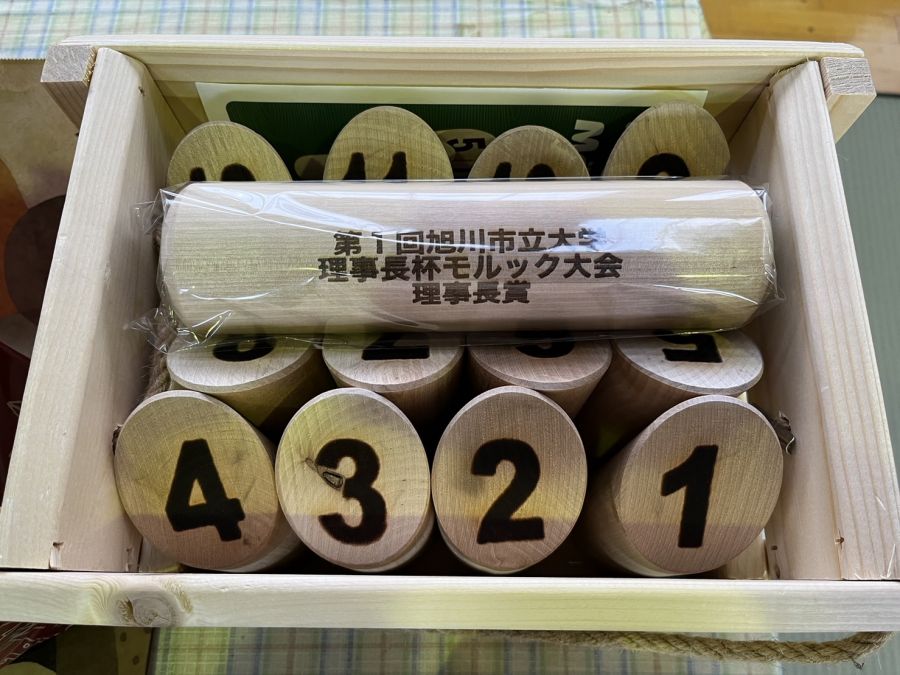 11
第1回旭川市立大学
理事長杯モルック大会
理事長賞
4 3 2 1